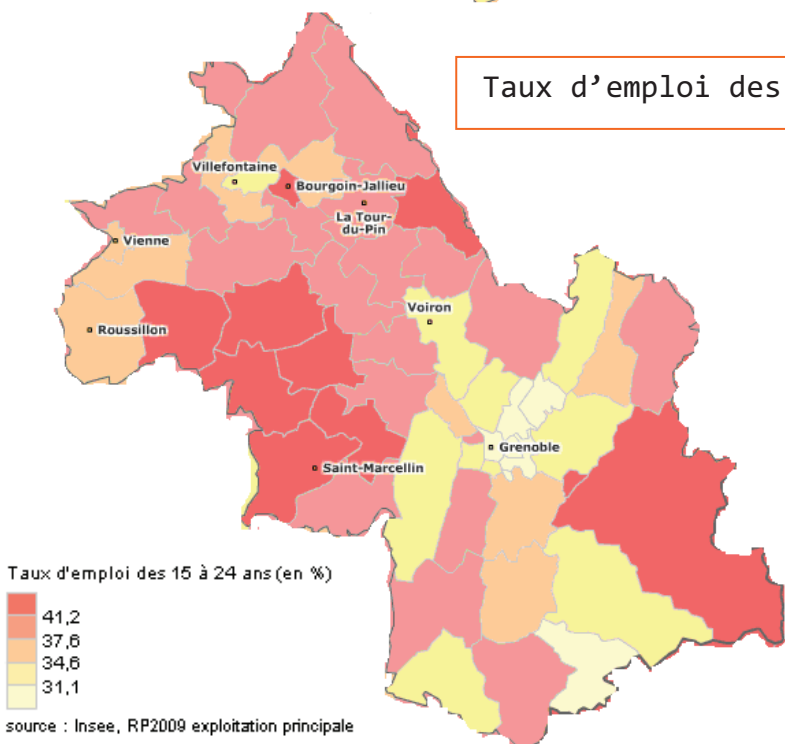 Taux d'emploi des
Villefontaine
Bourgoin-Jallieu
La Tour-
du-Pin
Vienne
Voiron
Roussillon
Grenoble
Saint-Marcellin
Taux d'emploi des 15 à 24 ans (en %)
41,2
37,6
34,6
31,1
source : Insee, RP2009 exploitation principale